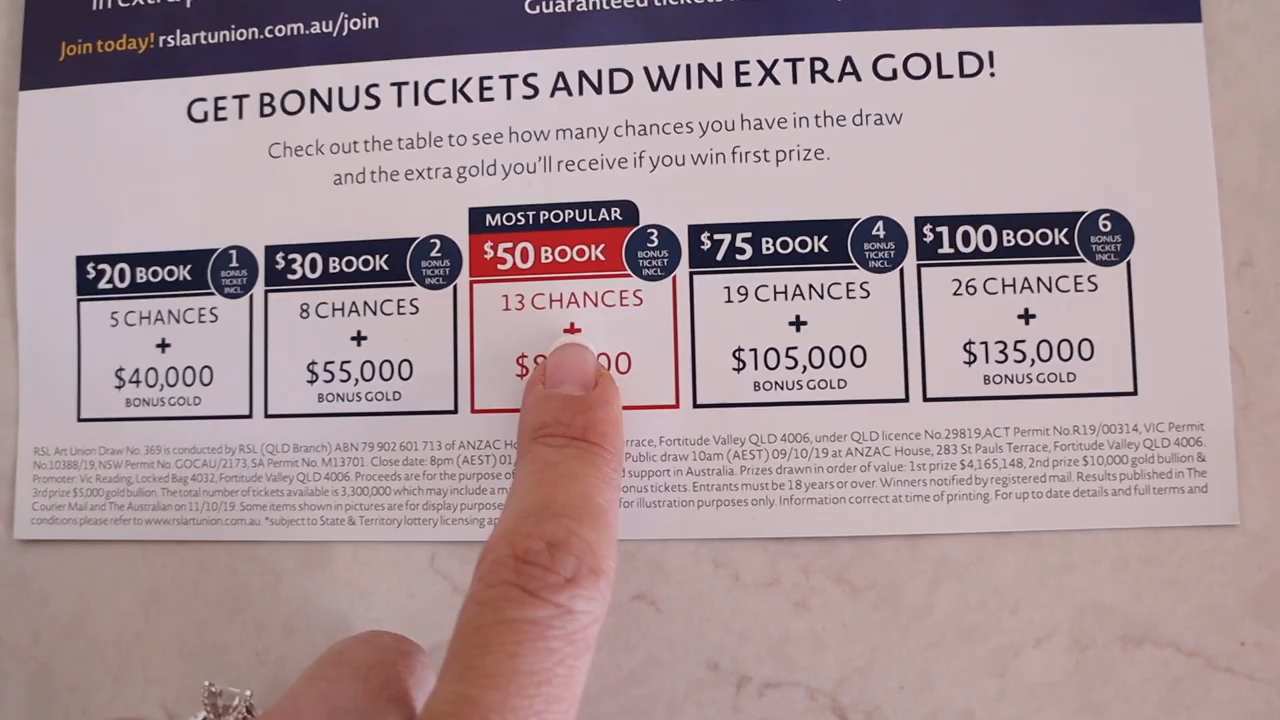 Join today! rslartunion.com.au/join
GET BONUS TICKETS AND WIN EXTRA GOLD!
Check out the table to see how many chances you have in the draw
and the extra gold you'll receive if you win first prize.
$20 BOOK
1 BONUS TICKET INCL.
5 CHANCES
+
$40,000
BONUS GOLD
$30 BOOK
2 BONUS TICKET INCL.
8 CHANCES
+
$55,000
BONUS GOLD
MOST POPULAR
$50 BOOK
3 BONUS TICKET INCL.
13 CHANCES
+
$75 BOOK
4 BONUS TICKET INCL.
19 CHANCES
+
$105,000
BONUS GOLD
$100 BOOK
6 BONUS TICKET INCL.
26 CHANCES
+
$135,000
BONUS GOLD
RSL Art Union Draw No. 369 is conducted by RSL (QLD Branch) ABN 79 902 601 713 of ANZAC rrace, Fortitude Valley QLD 4006, under QLD licence No.29819,ACT Permit No.R19/00314, VIC Permit
No.10388/19, NSW Permit No. GOCAU/2173, SA Permit No. M13701. Close date: 8pm (AEST) 01 Public draw 10am (AEST) 09/10/19 at ANZAC House, 283 St Pauls Terrace, Fortitude Valley QLD 4006.
Promoter: Vic Reading, Locked Bag 4032, Fortitude Valley QLD 4006. Proceeds are for the purpose of support in Australia. Prizes drawn in order of value: 1st prize $4,165,148, 2nd prize $10,000 gold bullion &
3rd prize $5,000 gold bullion. The total number of tickets available is 3,300,000 which may include a onus tickets. Entrants must be 18 years or over. Winners notified by registered mail. Results published in The
Courier Mail and The Australian on 11/10/19. Some items shown in pictures are for display purpose for illustration purposes only. Information correct at time of printing. For up to date details and full terms and
conditions please refer to www.rslartunion.com.au. *subject to State & Territory lottery licensing